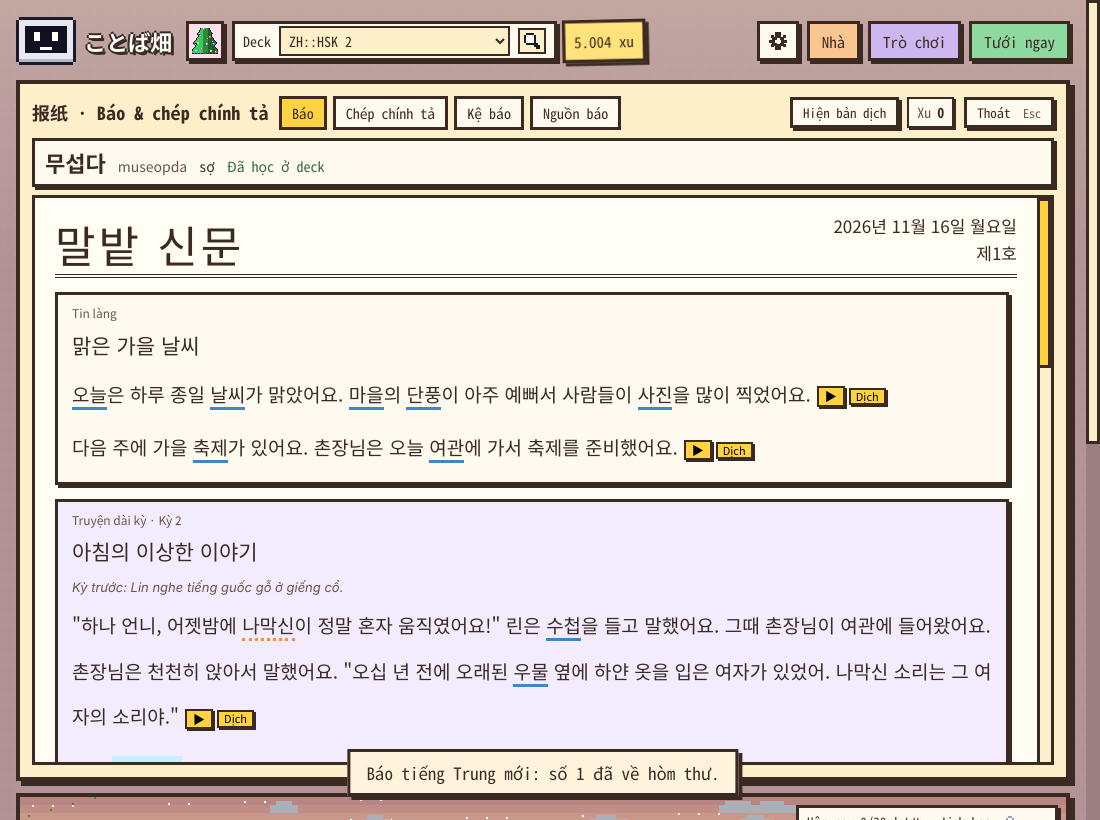 ことば畑 Deck ZH::HSK 2 5.004 xu Nhà Trò chơi Tưới ngay
报纸 · Báo & chép chính tả Báo Chép chính tả Kệ báo Nguồn báo Hiện bản dịch Xu 0 Thoát Esc
무섭다 museopda sợ Đã học ở deck
말밭 신문
2026년 11월 16일 월요일
제1호
Tin làng
맑은 가을 날씨
오늘은 하루 종일 날씨가 맑았어요. 마을의 단풍이 아주 예뻐서 사람들이 사진을 많이 찍었어요. Dịch
다음 주에 가을 축제가 있어요. 촌장님은 오늘 여관에 가서 축제를 준비했어요. Dịch
Truyện dài kỳ · Kỳ 2
아침의 이상한 이야기
Kỳ trước: Lin nghe tiếng guốc gỗ ở giếng cổ.
"하나 언니, 어젯밤에 나막신이 정말 혼자 움직였어요!" 린은 수첩을 들고 말했어요. 그때 촌장님이 여관에 들어왔어요.
촌장님은 천천히 앉아서 말했어요. "오십 년 전에 오래된 우물 옆에 하얀 옷을 입은 여자가 있었어. 나막신 소리는 그 여
자의 소리야." Dịch
Báo tiếng Trung mới: số 1 đã về hòm thư.